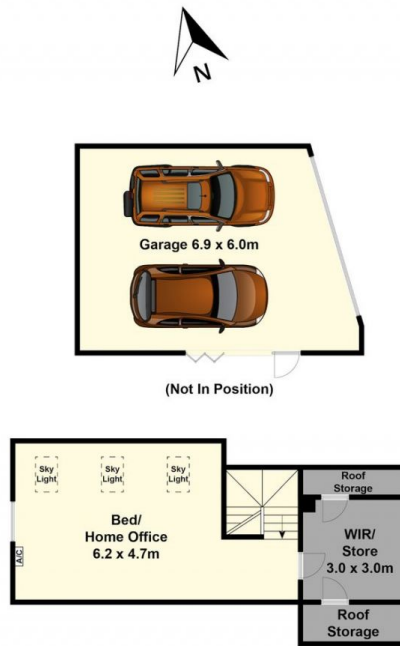 N
Garage 6.9 x 6.0m
(Not In Position)
Sky
Light
Sky
Light
Sky
Light
Bed/
Home Office
6.2 x 4.7m
A/C
Roof
Storage
WIR/
Store
3.0 x 3.0m
Roof
Storage